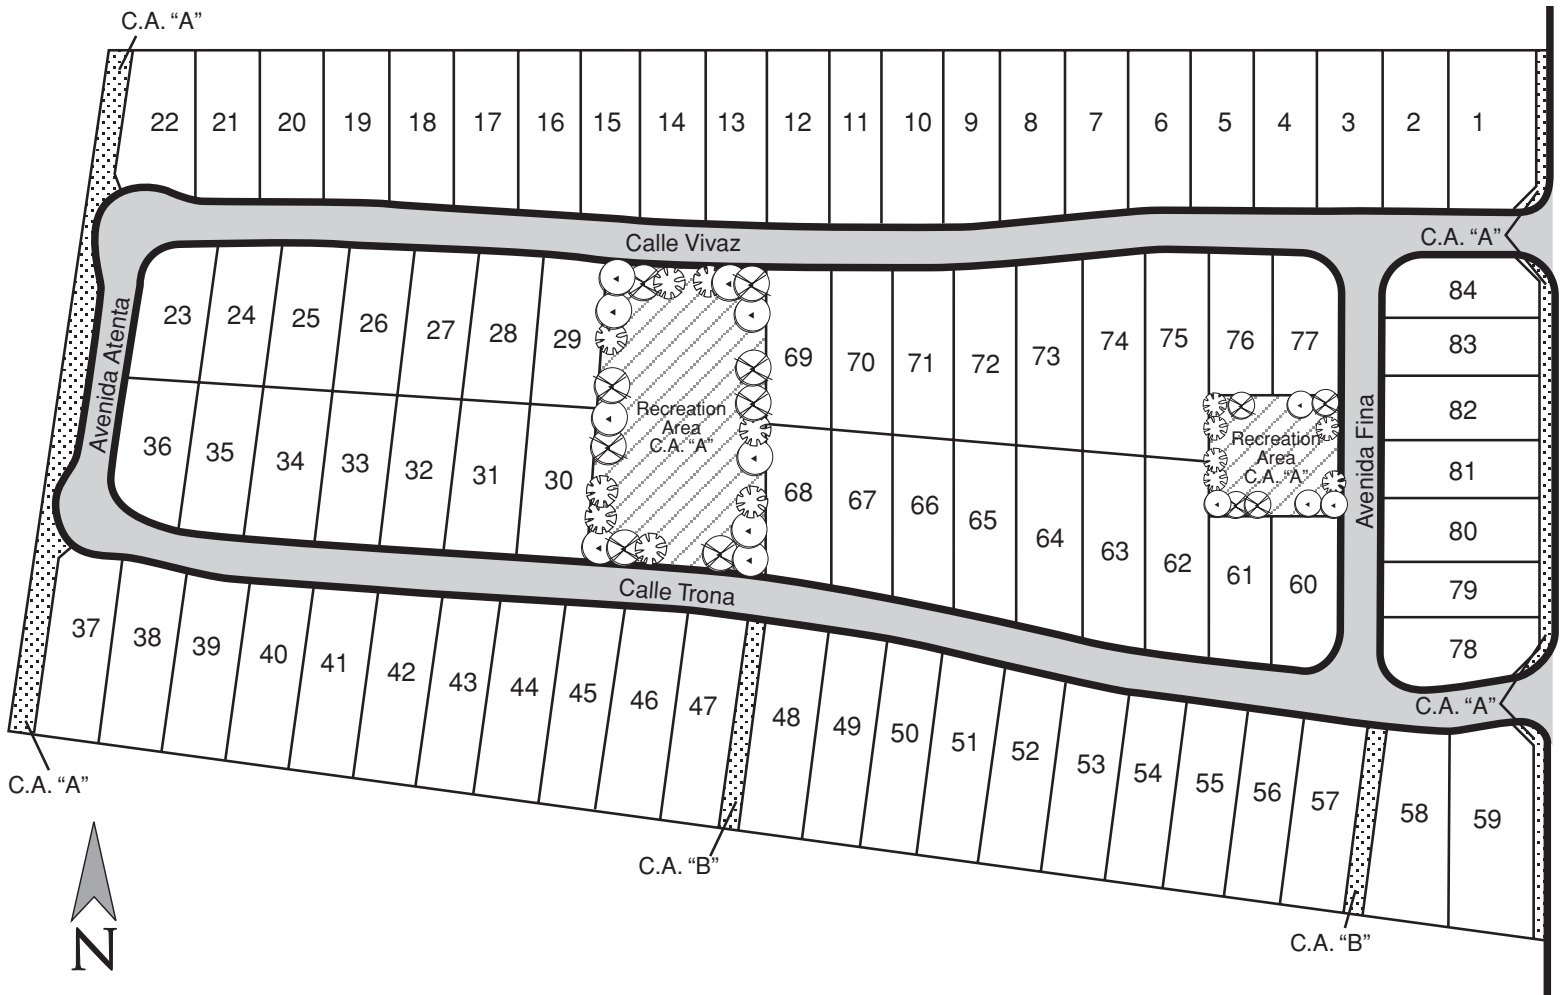 C.A. “A”
22 21 20 19 18 17 16 15 14 13 12 11 10 9 8 7 6 5 4 3 2 1
Calle Vivaz
C.A. “A”
23 24 25 26 27 28 29
69 70 71 72 73 74 75 76 77
84
83
82
81
80
79
78
Avenida Atenta
Recreation
Area
C.A. “A”
Recreation
Area
C.A. “A”
Avenida Fina
36 35 34 33 32 31 30
68 67 66 65 64 63 62 61 60
Calle Trona
C.A. “A”
37 38 39 40 41 42 43 44 45 46 47 48 49 50 51 52 53 54 55 56 57 58 59
C.A. “A”
C.A. “B”
C.A. “B”
N